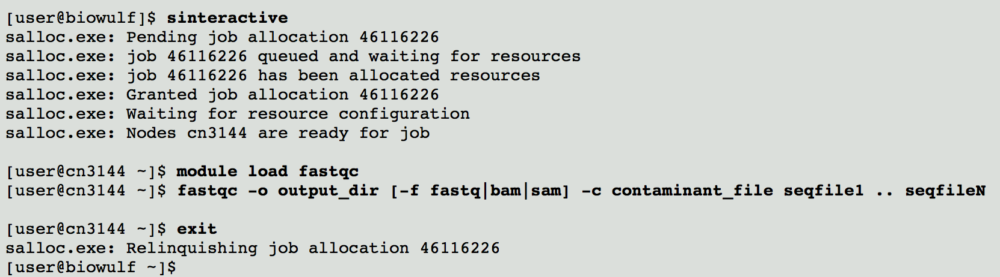 [user@biowulf]$ sinteractive
salloc.exe: Pending job allocation 46116226
salloc.exe: job 46116226 queued and waiting for resources
salloc.exe: job 46116226 has been allocated resources
salloc.exe: Granted job allocation 46116226
salloc.exe: Waiting for resource configuration
salloc.exe: Nodes cn3144 are ready for job
[user@cn3144 ~]$ module load fastqc
[user@cn3144 ~]$ fastqc -o output_dir [-f fastq|bam|sam] -c contaminant_file seqfile1 .. seqfileN
[user@cn3144 ~]$ exit
salloc.exe: Relinquishing job allocation 46116226
[user@biowulf ~]$